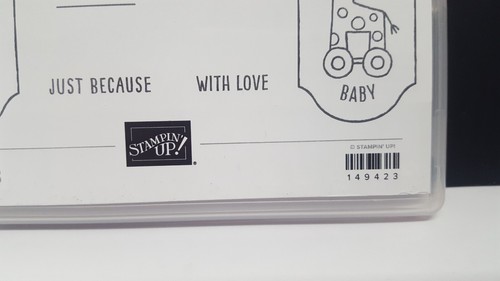 JUST BECAUSE
WITH LOVE
BABY
STAMPIN'
UP!
© STAMPIN' UP!
149423